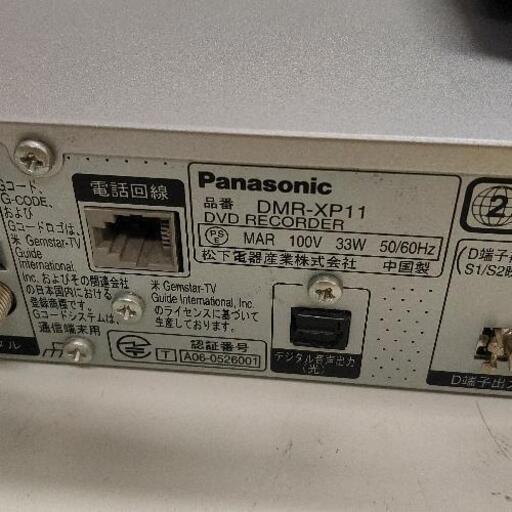 Gコード、
G-CODE、
および
Gコードロゴは、
米 Gemstar-TV
Guide
International,
Inc. およびその関連会社
の日本国内における
登録商標です。
Gコードシステムは、
米 Gemstar-TV
Guide International, Inc.
のライセンスに基づいて
生産しております。
通信端末用
電話回線
Panasonic
品番 DMR-XP11
DVD RECORDER
PSE MAR 100V 33W 50/60Hz
松下電器産業株式会社 中国製
認証番号
T A06-0526001
デジタル音声出力
(光)
2
(D端子
S1/S2
D端子出